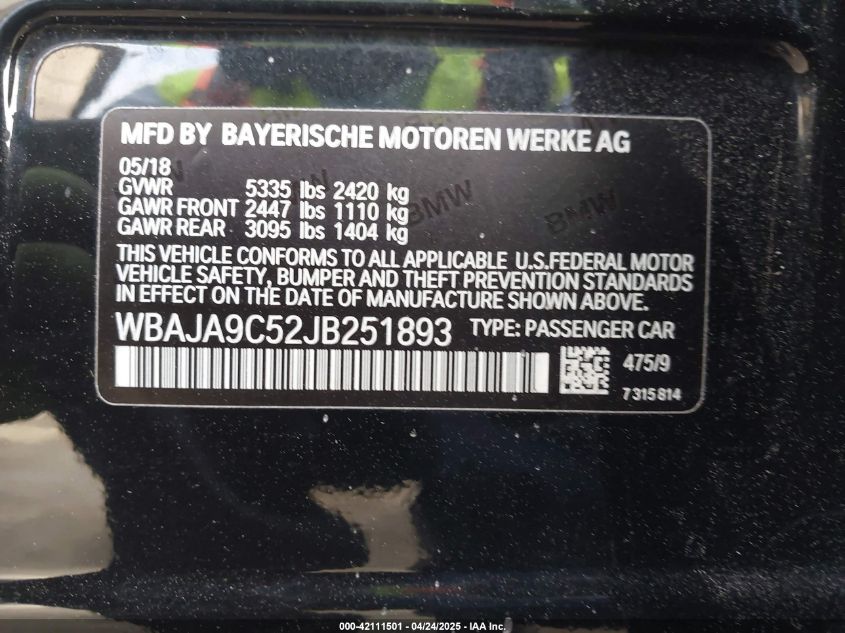 MFD BY BAYERISCHE MOTOREN WERKE AG
05/18
GVWR 5335 lbs 2420 kg
GAWR FRONT 2447 lbs 1110 kg
GAWR REAR 3095 lbs 1404 kg
BMW BMW
THIS VEHICLE CONFORMS TO ALL APPLICABLE U.S.FEDERAL MOTOR
VEHICLE SAFETY, BUMPER AND THEFT PREVENTION STANDARDS
IN EFFECT ON THE DATE OF MANUFACTURE SHOWN ABOVE.
WBAJA9C52JB251893 TYPE: PASSENGER CAR
475/9
7315814
000-42111501 - 04/24/2025 - IAA Inc.